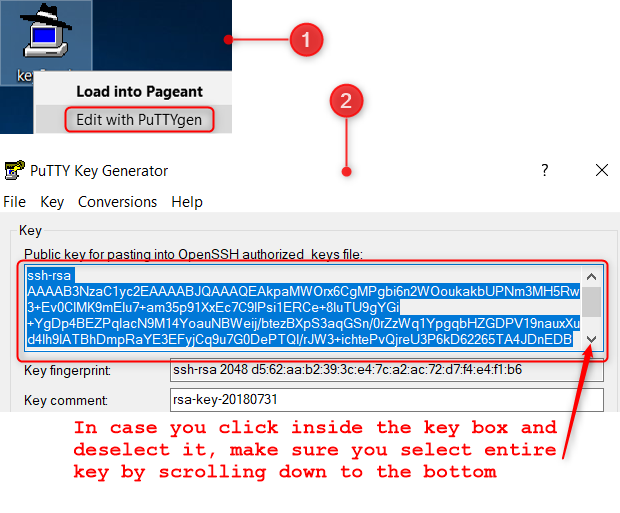 1
Load into Pageant
Edit with PuTTYgen
2
PuTTY Key Generator
?
File Key Conversions Help
Key
Public key for pasting into OpenSSH authorized_keys file:
ssh-rsa
AAAAB3NzaC1yc2EAAAABJQAAAQEAkpaMWOrx6CgMPgbi6n2WOoukakbUPNm3MH5Rw
3+Ev0ClMK9mElu7+am35p91XxEc7C9lPsi1ERCe+8luTU9gYGi
+YgDp4BEZPqlacN9M14YoauNBWeij/btezBXpS3aqGSn/0rZzWq1YpgqbHZGDPV19nauxXu
d4lh9lATBhDmpRaYE3EFyjCq9u7G0DePTQl/rJW3+ichtePvQjreU3P6kD62265TA4JDnEDB
Key fingerprint:
ssh-rsa 2048 d5:62:aa:b2:39:3c:e4:7c:a2:ac:72:d7:f4:e4:f1:b6
Key comment:
rsa-key-20180731
In case you click inside the key box and
deselect it, make sure you select entire
key by scrolling down to the bottom